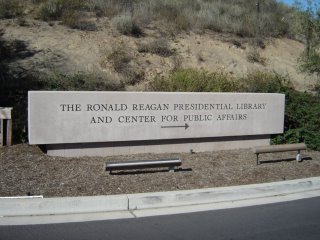 THE RONALD REAGAN PRESIDENTIAL LIBRARY
AND CENTER FOR PUBLIC AFFAIRS